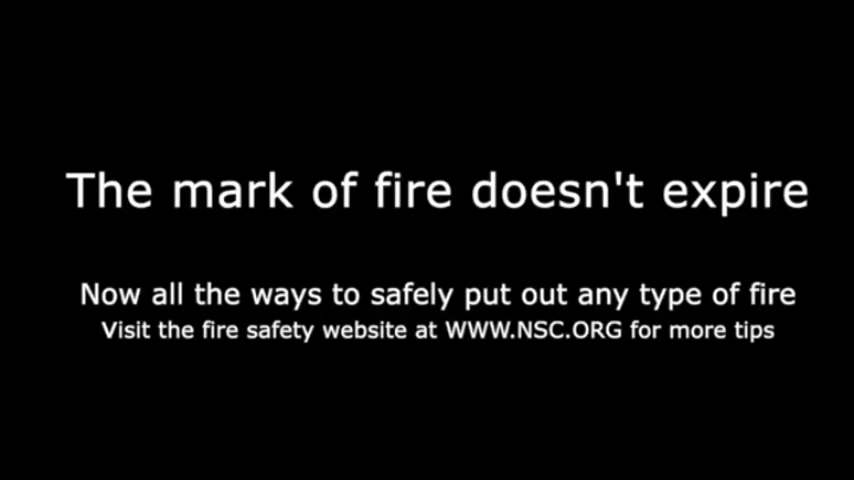 The mark of fire doesn't expire
Now all the ways to safely put out any type of fire
Visit the fire safety website at WWW.NSC.ORG for more tips